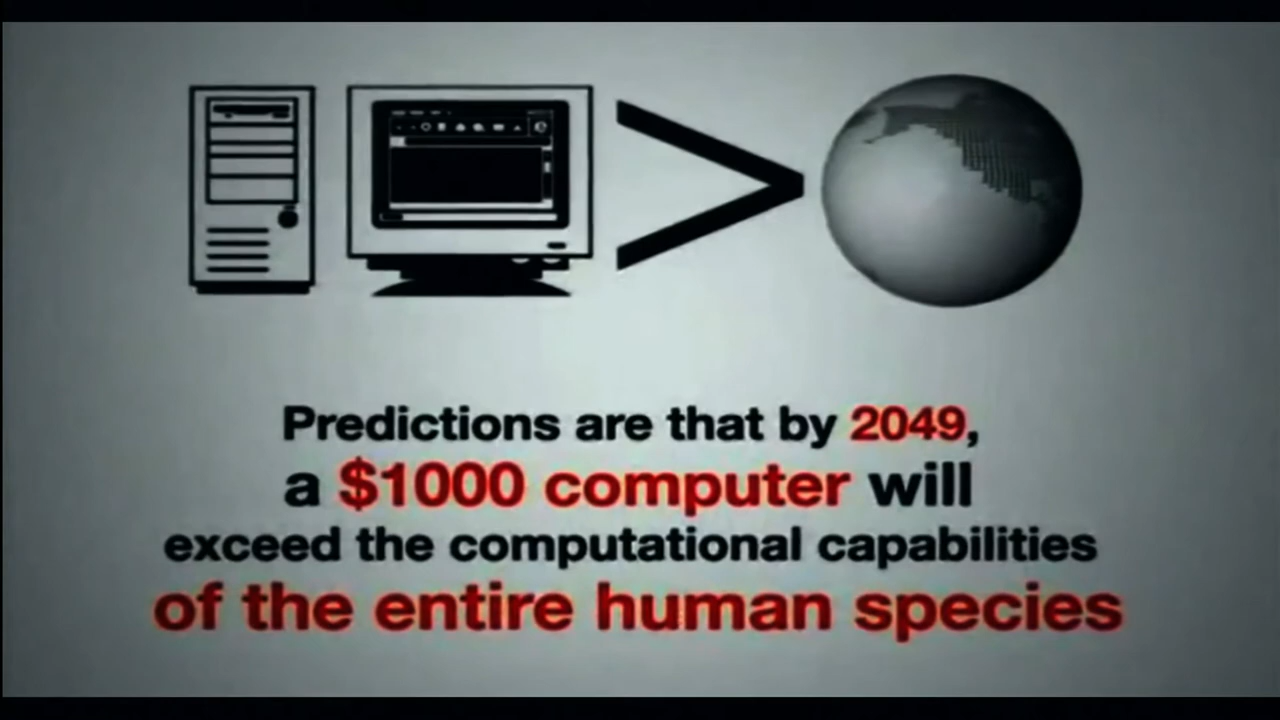 Predictions are that by 2049,
a $1000 computer will
exceed the computational capabilities
of the entire human species